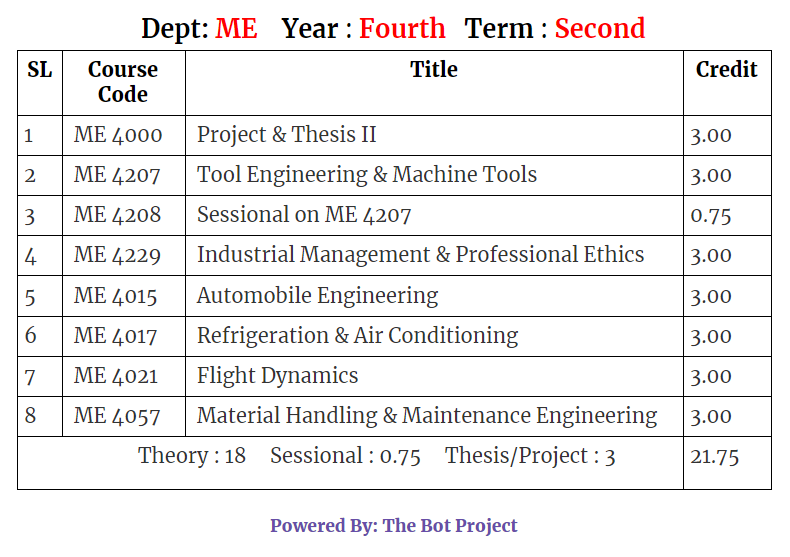 Dept: ME Year : Fourth Term : Second
SL Course Code Title Credit
1 ME 4000 Project & Thesis II 3.00
2 ME 4207 Tool Engineering & Machine Tools 3.00
3 ME 4208 Sessional on ME 4207 0.75
4 ME 4229 Industrial Management & Professional Ethics 3.00
5 ME 4015 Automobile Engineering 3.00
6 ME 4017 Refrigeration & Air Conditioning 3.00
7 ME 4021 Flight Dynamics 3.00
8 ME 4057 Material Handling & Maintenance Engineering 3.00
Theory : 18 Sessional : 0.75 Thesis/Project : 3 21.75
Powered By: The Bot Project